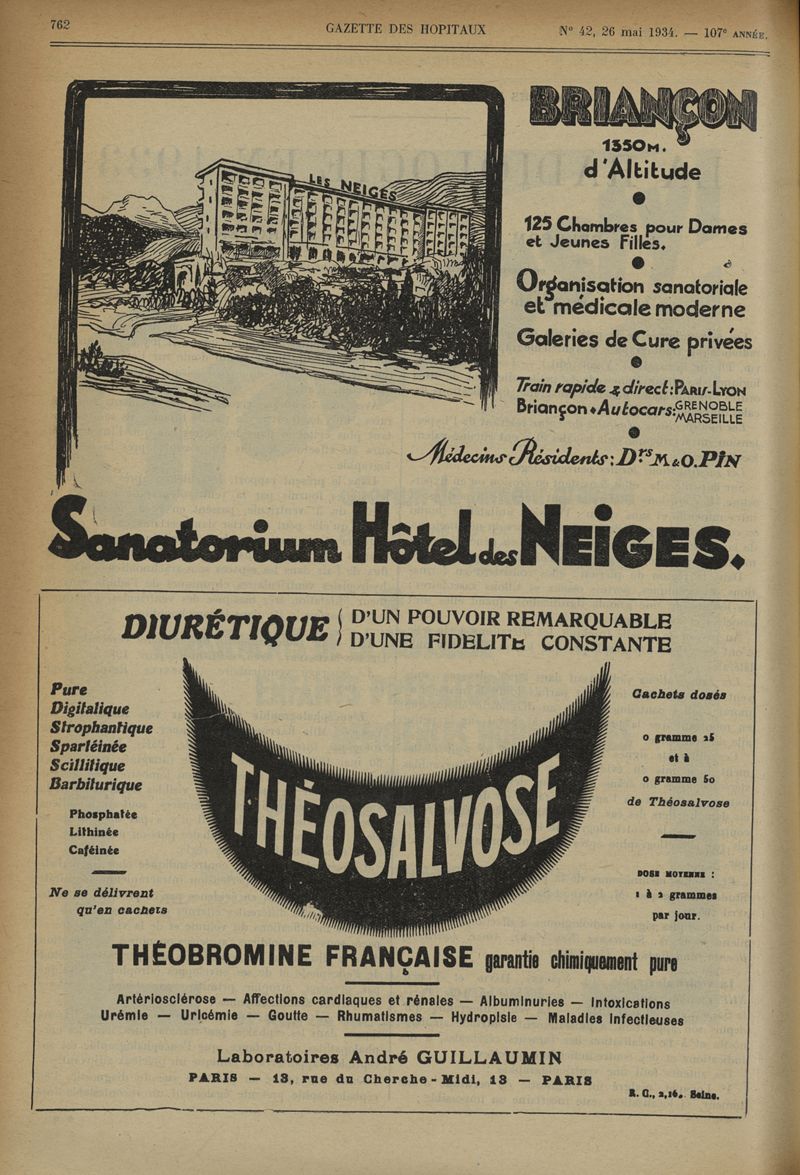 762
GAZETTE DES HOPITAUX
N° 42, 26 mai 1934. — 107e ANNÉE.
LES NEIGES
BRIANÇON
1350M.
d'Altitude
125 Chambres pour Dames
et Jeunes Filles.
Organisation sanatoriale
et médicale moderne
Galeries de Cure privées
Train rapide & direct: PARIS-LYON
Briançon • Autocars: GRENOBLE
MARSEILLE
Médecins Résidents: Drs M. & O. PIN
Sanatorium Hôtel des NEIGES.
DIURÉTIQUE
D'UN POUVOIR REMARQUABLE
D'UNE FIDELITE CONSTANTE
Pure
Digitalique
Strophantique
Spartéinée
Scillitique
Barbiturique
Phosphatée
Lithinée
Caféinée
Ne se délivrent
qu'en cachets
THÉOSALVOSE
Cachets dosés
0 gramme 25
et à
0 gramme 50
de Théosalvose
DOSE MOYENNE :
1 à 2 grammes
par jour.
THÉOBROMINE FRANÇAISE garantie chimiquement pure
Artériosclérose — Affections cardiaques et rénales — Albuminuries — Intoxications
Urémie — Uricémie — Goutte — Rhumatismes — Hydropisie — Maladies Infectieuses
Laboratoires André GUILLAUMIN
PARIS — 13, rue du Cherche-Midi, 13 — PARIS
R. C., 2,16. Seine.